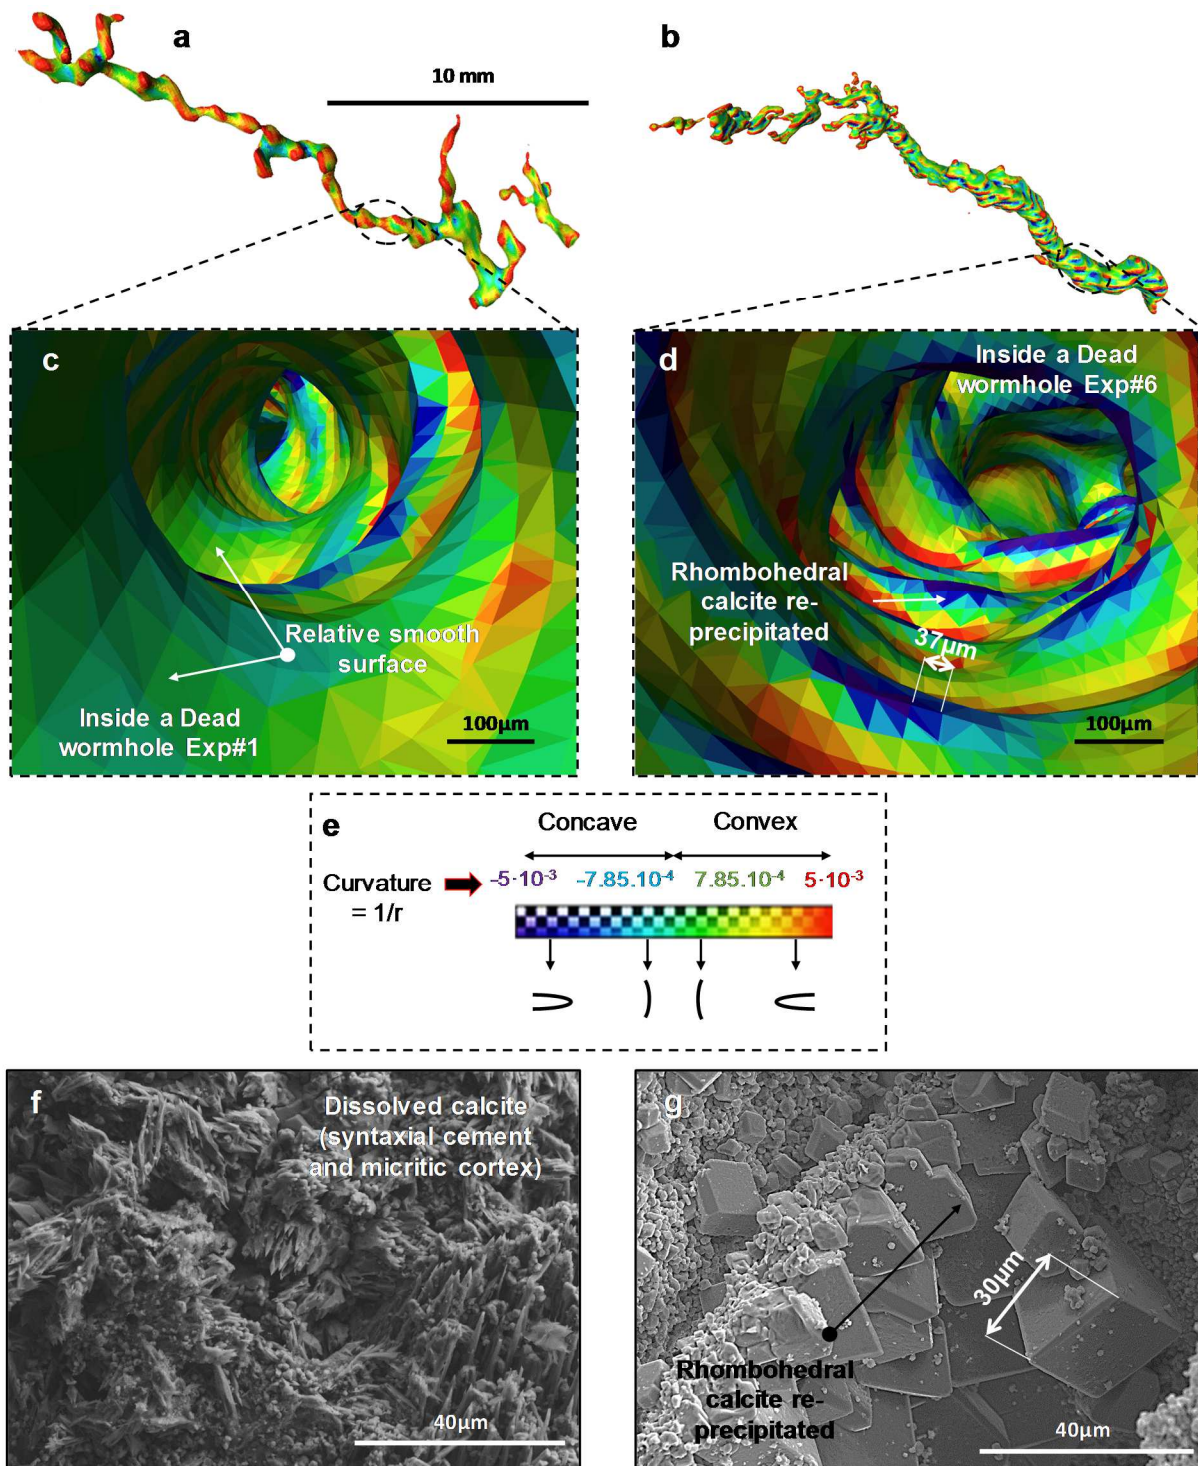 a
b
10 mm
c
Relative smooth
surface
Inside a Dead
wormhole Exp#1
100µm
d
Inside a Dead
wormhole Exp#6
Rhombohedral
calcite re-
precipitated
37µm
100µm
e
Concave Convex
Curvature
= 1/r
–5·10⁻³ –7.85.10⁻⁴ 7.85.10⁻⁴ 5·10⁻³
f
Dissolved calcite
(syntaxial cement
and micritic cortex)
40µm
g
30µm
Rhombohedral
calcite re-
precipitated
40µm